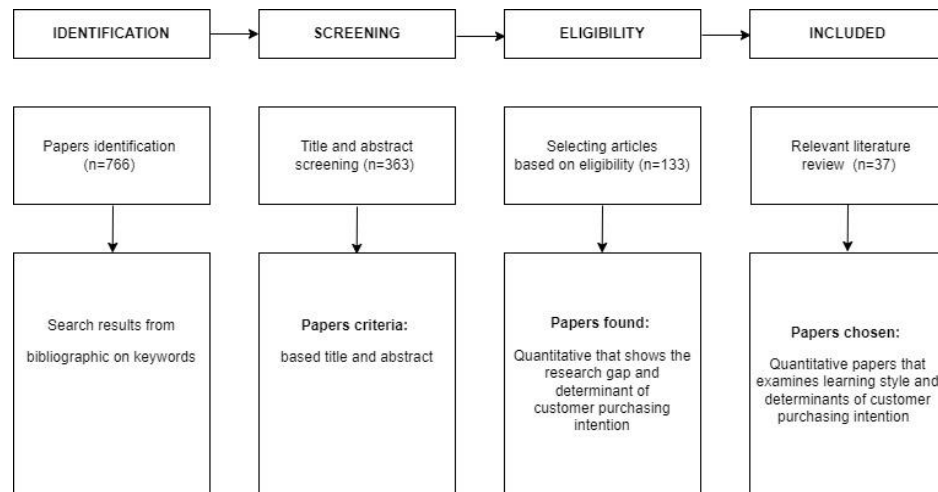 IDENTIFICATION
SCREENING
ELIGIBILITY
INCLUDED
Papers identification
(n=766)
Title and abstract
screening (n=363)
Selecting articles
based on eligibility (n=133)
Relevant literature
review (n=37)
Search results from
bibliographic on keywords
Papers criteria:
based title and abstract
Papers found:
Quantitative that shows the
research gap and
determinant of
customer purchasing
intention
Papers chosen:
Quantitative papers that
examines learning style and
determinants of customer
purchasing intention